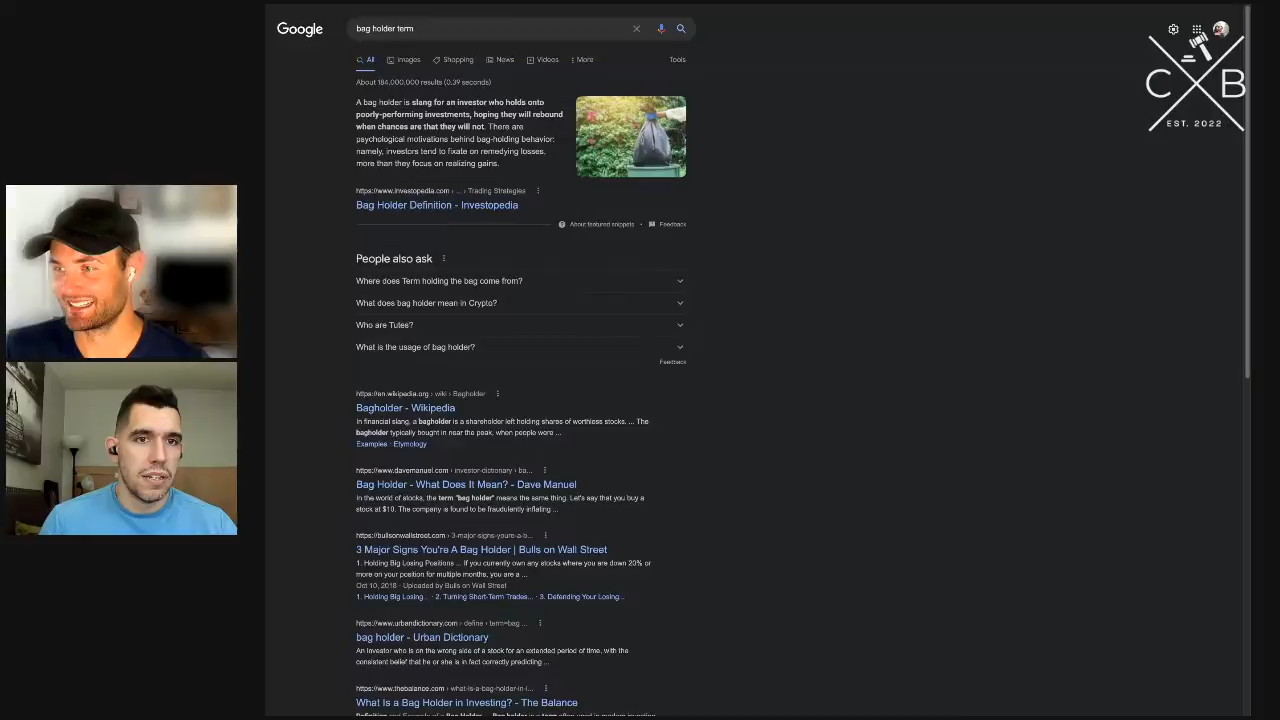 Google
bag holder term
All
Images
Shopping
News
Videos
More
Tools
About 184,000,000 results (0.39 seconds)
A bag holder is slang for an investor who holds onto
poorly-performing investments, hoping they will rebound
when chances are that they will not. There are
psychological motivations behind bag-holding behavior:
namely, investors tend to fixate on remedying losses,
more than they focus on realizing gains.
https://www.investopedia.com › ... › Trading Strategies
Bag Holder Definition - Investopedia
About featured snippets • Feedback
People also ask
Where does Term holding the bag come from?
What does bag holder mean in Crypto?
Who are Tutes?
What is the usage of bag holder?
Feedback
https://en.wikipedia.org › wiki › Bagholder
Bagholder - Wikipedia
In financial slang, a bagholder is a shareholder left holding shares of worthless stocks. ... The
bagholder typically bought in near the peak, when people were ...
Examples · Etymology
https://www.davemanuel.com › investor-dictionary › ba...
Bag Holder - What Does It Mean? - Dave Manuel
In the world of stocks, the term "bag holder" means the same thing. Let's say that you buy a
stock at $10. The company is found to be fraudulently inflating ...
https://bullsonwallstreet.com › 3-major-signs-youre-a-b...
3 Major Signs You're A Bag Holder | Bulls on Wall Street
1. Holding Big Losing Positions ... If you currently own any stocks where you are down 20% or
more on your position for multiple months, you are a ...
Oct 10, 2018 · Uploaded by Bulls on Wall Street
1. Holding Big Losing... · 2. Turning Short-Term Trades... · 3. Defending Your Losing...
https://www.urbandictionary.com › define › term=bag ...
bag holder - Urban Dictionary
An investor who is on the wrong side of a stock for an extended period of time, with the
consistent belief that he or she is in fact correctly predicting ...
https://www.thebalance.com › what-is-a-bag-holder-in-i...
What Is a Bag Holder in Investing? - The Balance
C B
EST. 2022